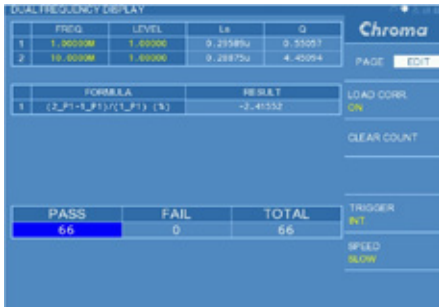 DUAL FREQUENCY DISPLAY
Chroma
FREQ. LEVEL Ls Q
1 1.00000M 1.00000 0.29589u 0.55057
2 10.0000M 1.00000 0.28875u 4.45094
PAGE EDIT
FORMULA RESULT
1 (2_P1-1_P1)/(1_P1) (%) -2.41332
LOAD CORR.
ON
CLEAR COUNT
PASS FAIL TOTAL
66 0 66
TRIGGER
INT
SPEED
SLOW